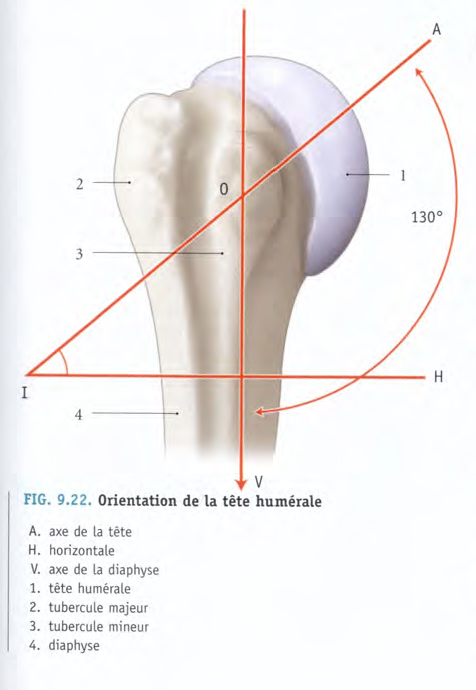 A
1
2
O
130°
3
H
I
4
V
FIG. 9.22. Orientation de la tête humérale
A. axe de la tête
H. horizontale
V. axe de la diaphyse
1. tête humérale
2. tubercule majeur
3. tubercule mineur
4. diaphyse